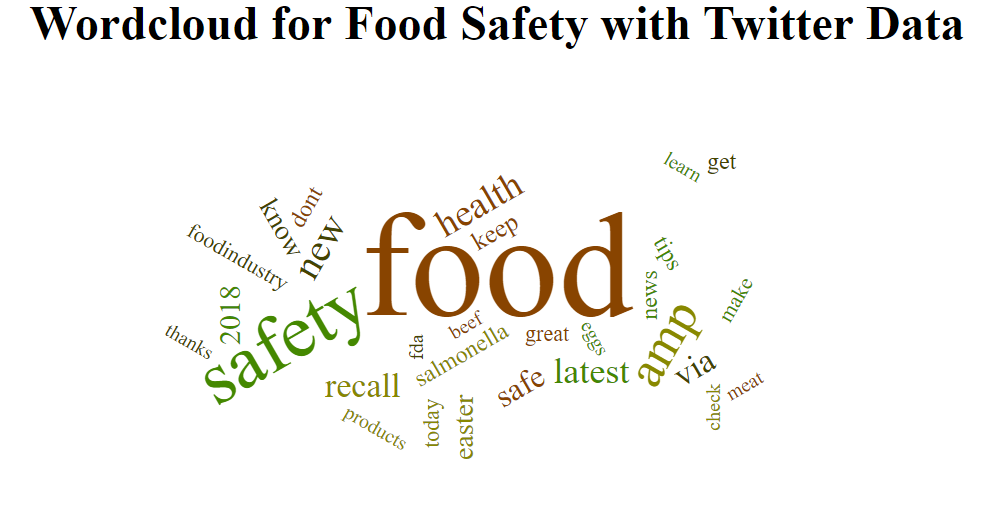 Wordcloud for Food Safety with Twitter Data
learn
get
health
dont
know
keep
new
food
foodindustry
tips
news
make
2018
safety
thanks
fda
beef
salmonella
great
eggs
amp
via
latest
safe
recall
meat
check
products
today
easter